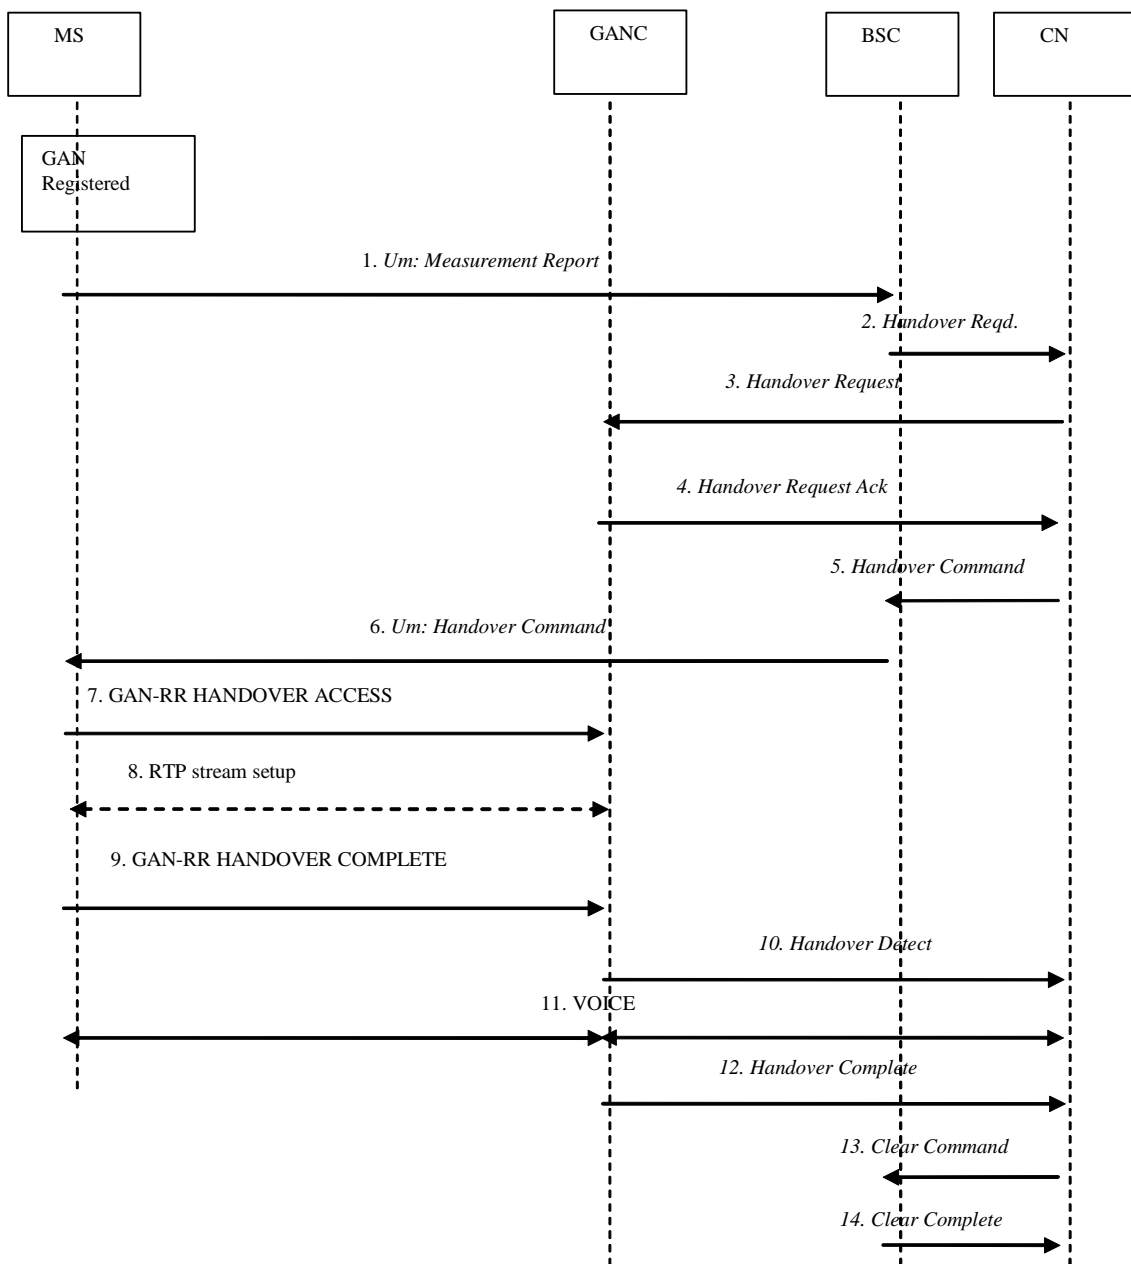 MS
GANC
BSC
CN
GAN
Registered
1. Um: Measurement Report
2. Handover Reqd.
3. Handover Request
4. Handover Request Ack
5. Handover Command
6. Um: Handover Command
7. GAN-RR HANDOVER ACCESS
8. RTP stream setup
9. GAN-RR HANDOVER COMPLETE
10. Handover Detect
11. VOICE
12. Handover Complete
13. Clear Command
14. Clear Complete